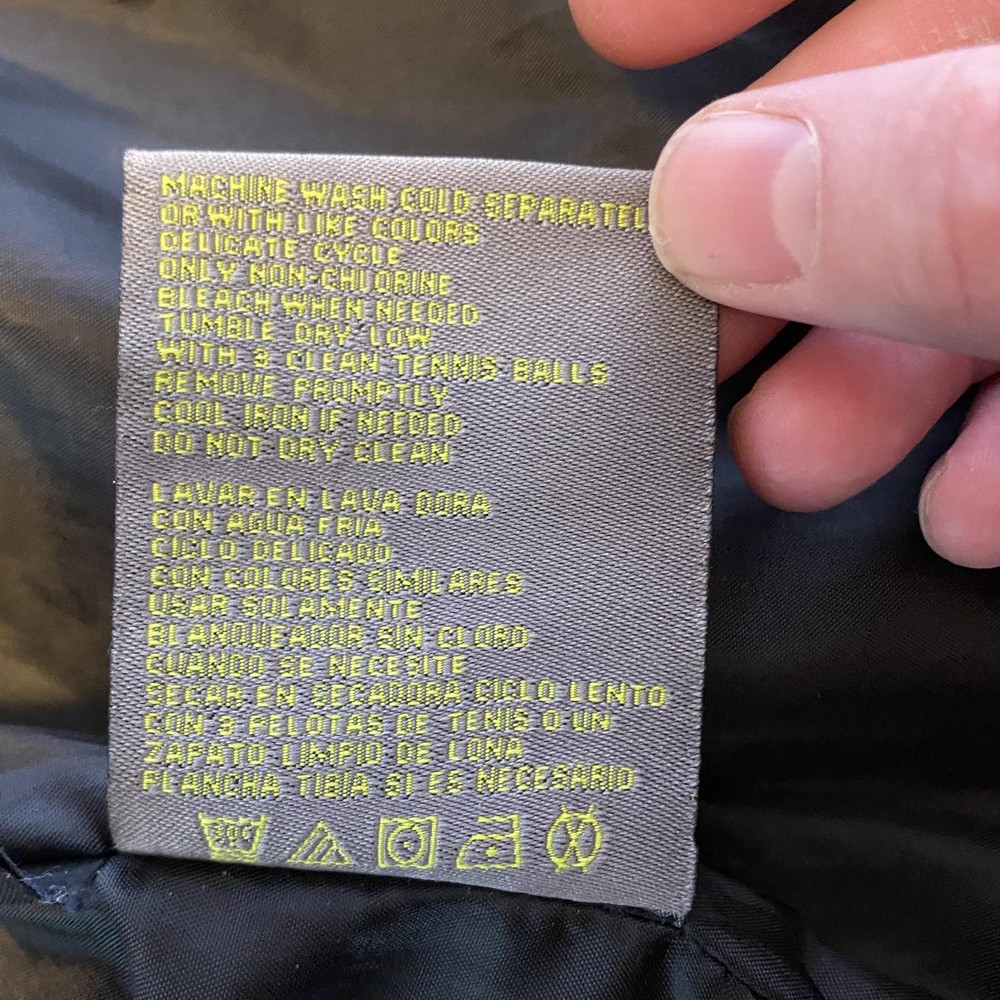 MACHINE WASH COLD SEPARATEL
OR WITH LIKE COLORS
DELICATE CYCLE
ONLY NON-CHLORINE
BLEACH WHEN NEEDED
TUMBLE DRY LOW
WITH 3 CLEAN TENNIS BALLS
REMOVE PROMPTLY
COOL IRON IF NEEDED
DO NOT DRY CLEAN
LAVAR EN LAVA DORA
CON AGUA FRIA
CICLO DELICADO
CON COLORES SIMILARES
USAR SOLAMENTE
BLANQUEADOR SIN CLORO
CUANDO SE NECESITE
SECAR EN SECADORA CICLO LENTO
CON 3 PELOTAS DE TENIS O UN
ZAPATO LIMPIO DE LONA
PLANCHA TIBIA SI ES NECESARIO